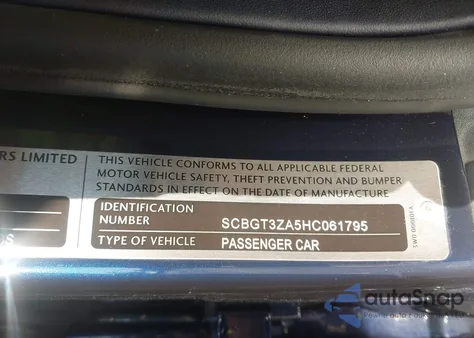 RS LIMITED
THIS VEHICLE CONFORMS TO ALL APPLICABLE FEDERAL
MOTOR VEHICLE SAFETY, THEFT PREVENTION AND BUMPER
STANDARDS IN EFFECT ON THE DATE OF MANUFACTURE.
IDENTIFICATION
NUMBER
SCBGT3ZA5HC061795
TYPE OF VEHICLE
PASSENGER CAR
autoSnap